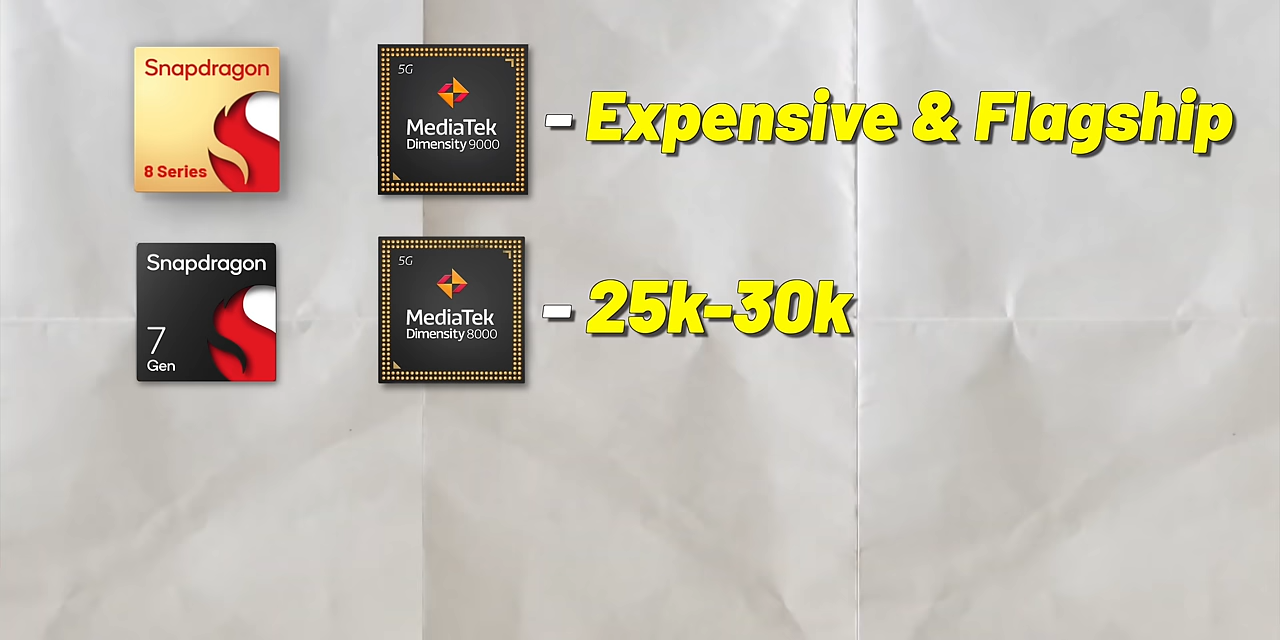 Snapdragon
8 Series
5G
MediaTek
Dimensity 9000
- Expensive & Flagship
Snapdragon
7
Gen
5G
MediaTek
Dimensity 8000
- 25k-30k